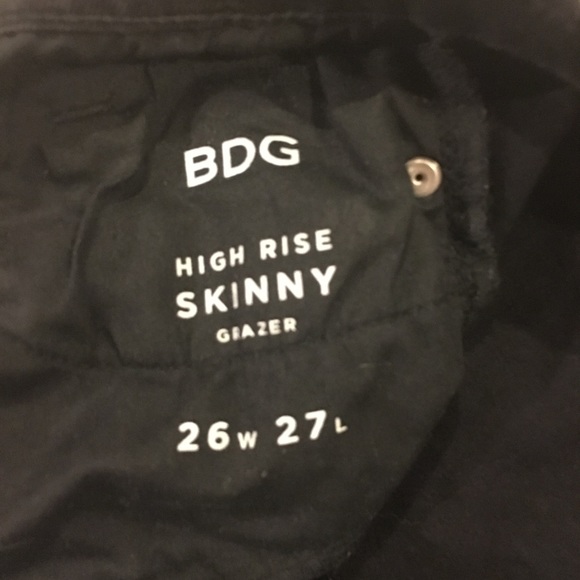 BDG
HIGH RISE
SKINNY
GRAZER
26W 27L